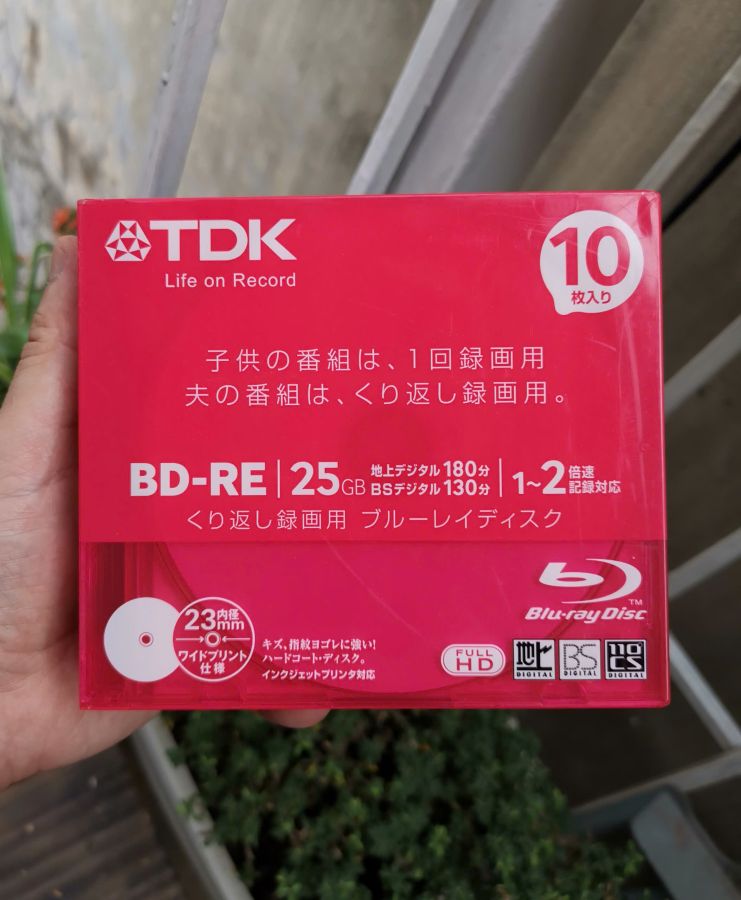 TDK
Life on Record
10
枚入り
子供の番組は、1回録画用
夫の番組は、くり返し録画用。
BD-RE 25GB 地上デジタル180分 1~2倍速
BSデジタル130分 記録対応
くり返し録画用 ブルーレイディスク
Blu-ray Disc TM
内径
23mm
ワイドプリント
仕様
キズ、指紋ヨゴレに強い!
ハードコート・ディスク。
インクジェットプリンタ対応
FULL
HD
地上
DIGITAL
BS
DIGITAL
110
CS
DIGITAL